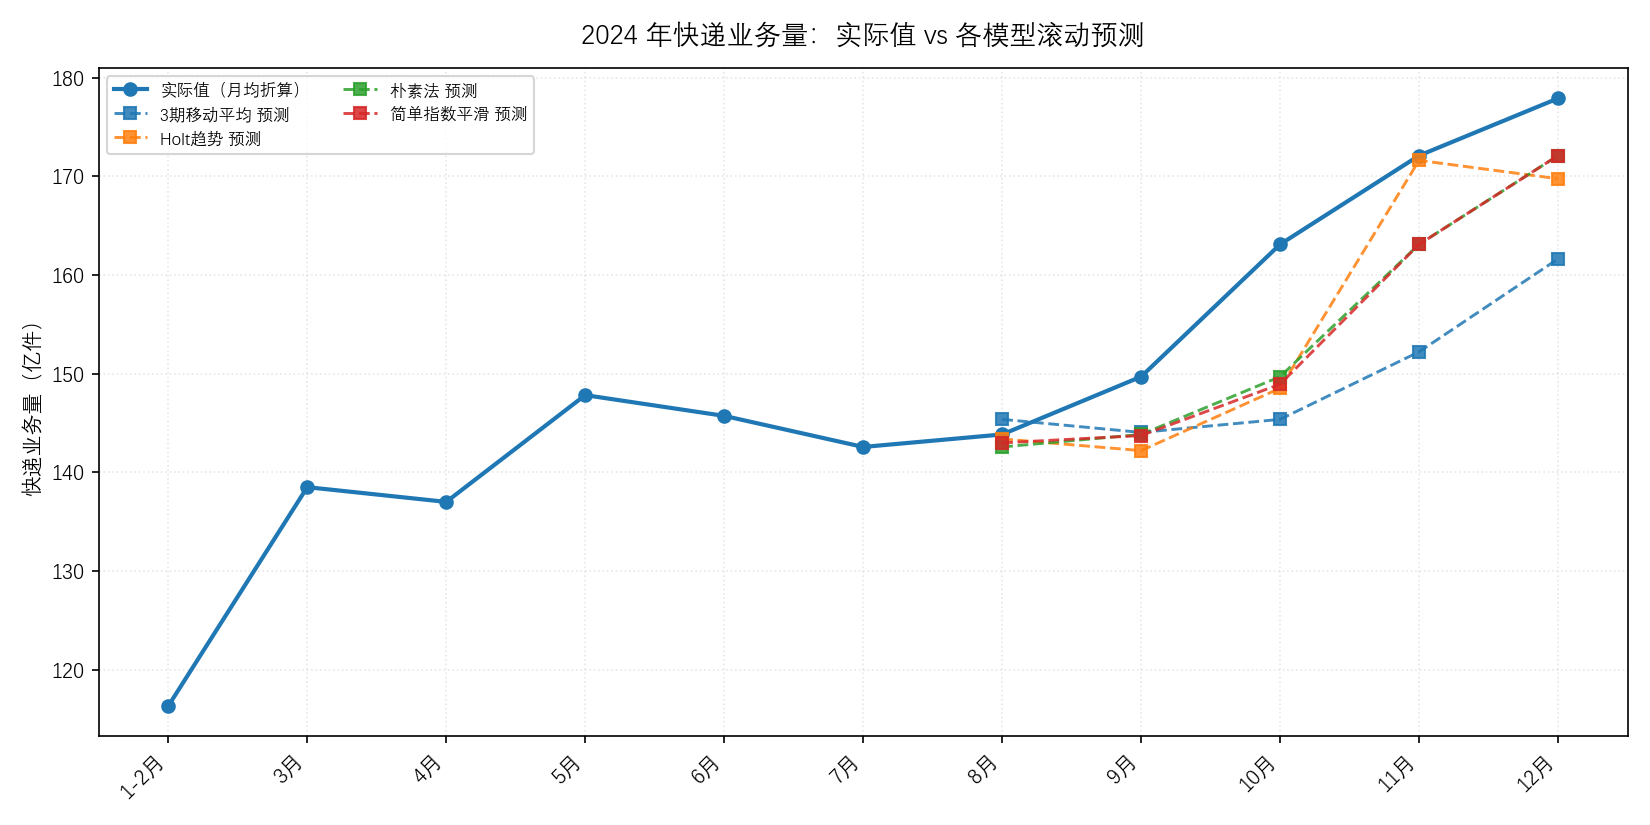 2024 年快递业务量：实际值 vs 各模型滚动预测
实际值（月均折算）
3期移动平均 预测
Holt趋势 预测
朴素法 预测
简单指数平滑 预测
快递业务量（亿件）
180
170
160
150
140
130
120
1-2月
3月
4月
5月
6月
7月
8月
9月
10月
11月
12月